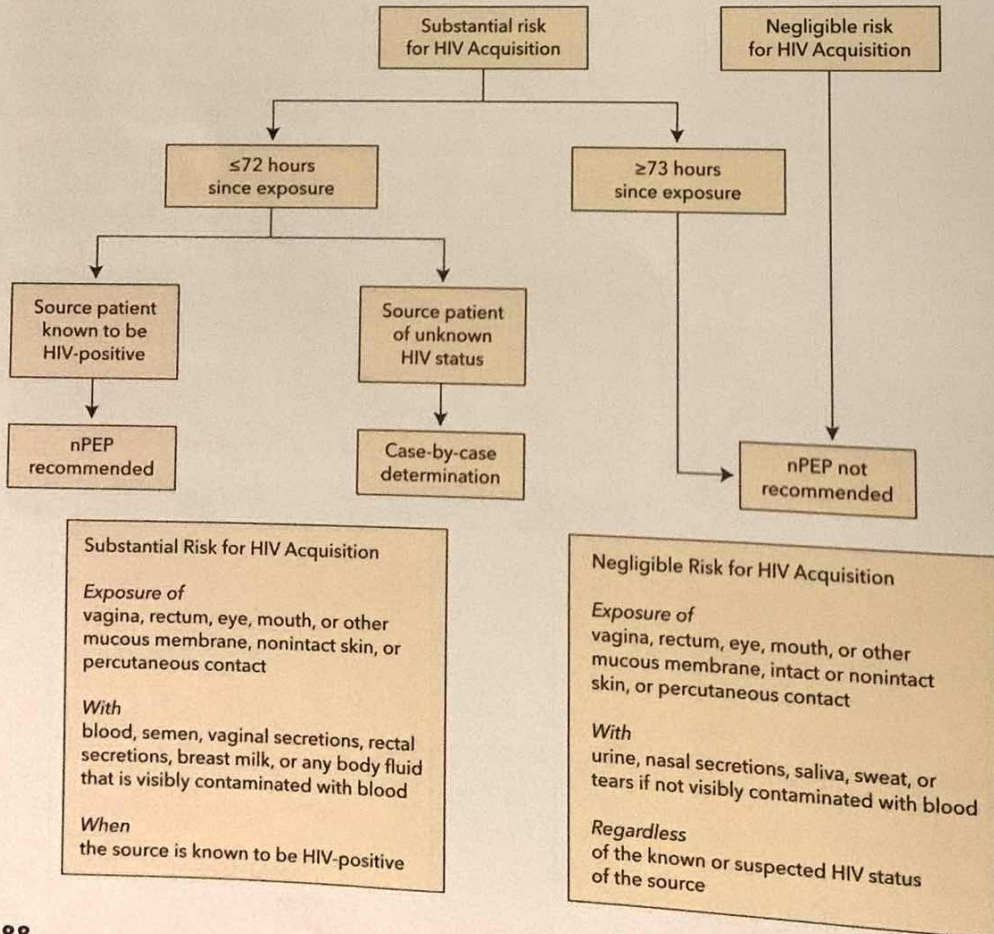 Substantial risk
for HIV Acquisition
Negligible risk
for HIV Acquisition
≤72 hours
since exposure
≥73 hours
since exposure
Source patient
known to be
HIV-positive
Source patient
of unknown
HIV status
nPEP
recommended
Case-by-case
determination
nPEP not
recommended
Substantial Risk for HIV Acquisition
Exposure of
vagina, rectum, eye, mouth, or other
mucous membrane, nonintact skin, or
percutaneous contact
With
blood, semen, vaginal secretions, rectal
secretions, breast milk, or any body fluid
that is visibly contaminated with blood
When
the source is known to be HIV-positive
Negligible Risk for HIV Acquisition
Exposure of
vagina, rectum, eye, mouth, or other
mucous membrane, intact or nonintact
skin, or percutaneous contact
With
urine, nasal secretions, saliva, sweat, or
tears if not visibly contaminated with blood
Regardless
of the known or suspected HIV status
of the source